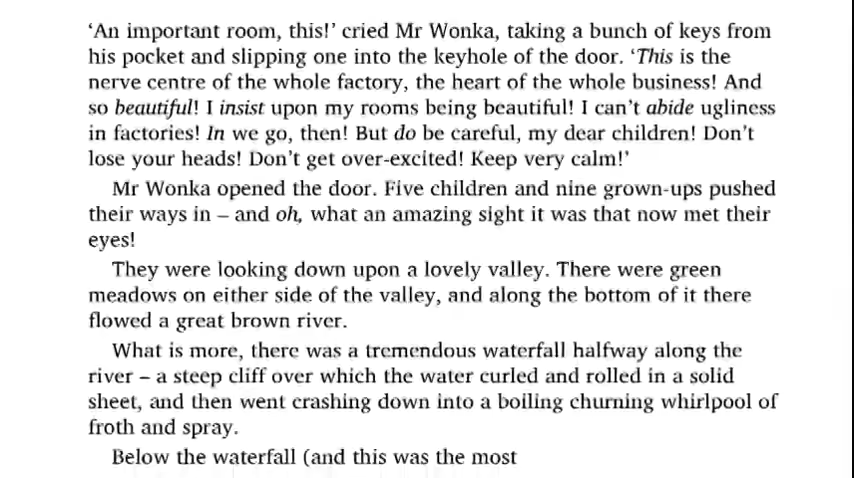 ‘An important room, this!’ cried Mr Wonka, taking a bunch of keys from
his pocket and slipping one into the keyhole of the door. ‘This is the
nerve centre of the whole factory, the heart of the whole business! And
so beautiful! I insist upon my rooms being beautiful! I can’t abide ugliness
in factories! In we go, then! But do be careful, my dear children! Don’t
lose your heads! Don’t get over-excited! Keep very calm!’
Mr Wonka opened the door. Five children and nine grown-ups pushed
their ways in – and oh, what an amazing sight it was that now met their
eyes!
They were looking down upon a lovely valley. There were green
meadows on either side of the valley, and along the bottom of it there
flowed a great brown river.
What is more, there was a tremendous waterfall halfway along the
river – a steep cliff over which the water curled and rolled in a solid
sheet, and then went crashing down into a boiling churning whirlpool of
froth and spray.
Below the waterfall (and this was the most